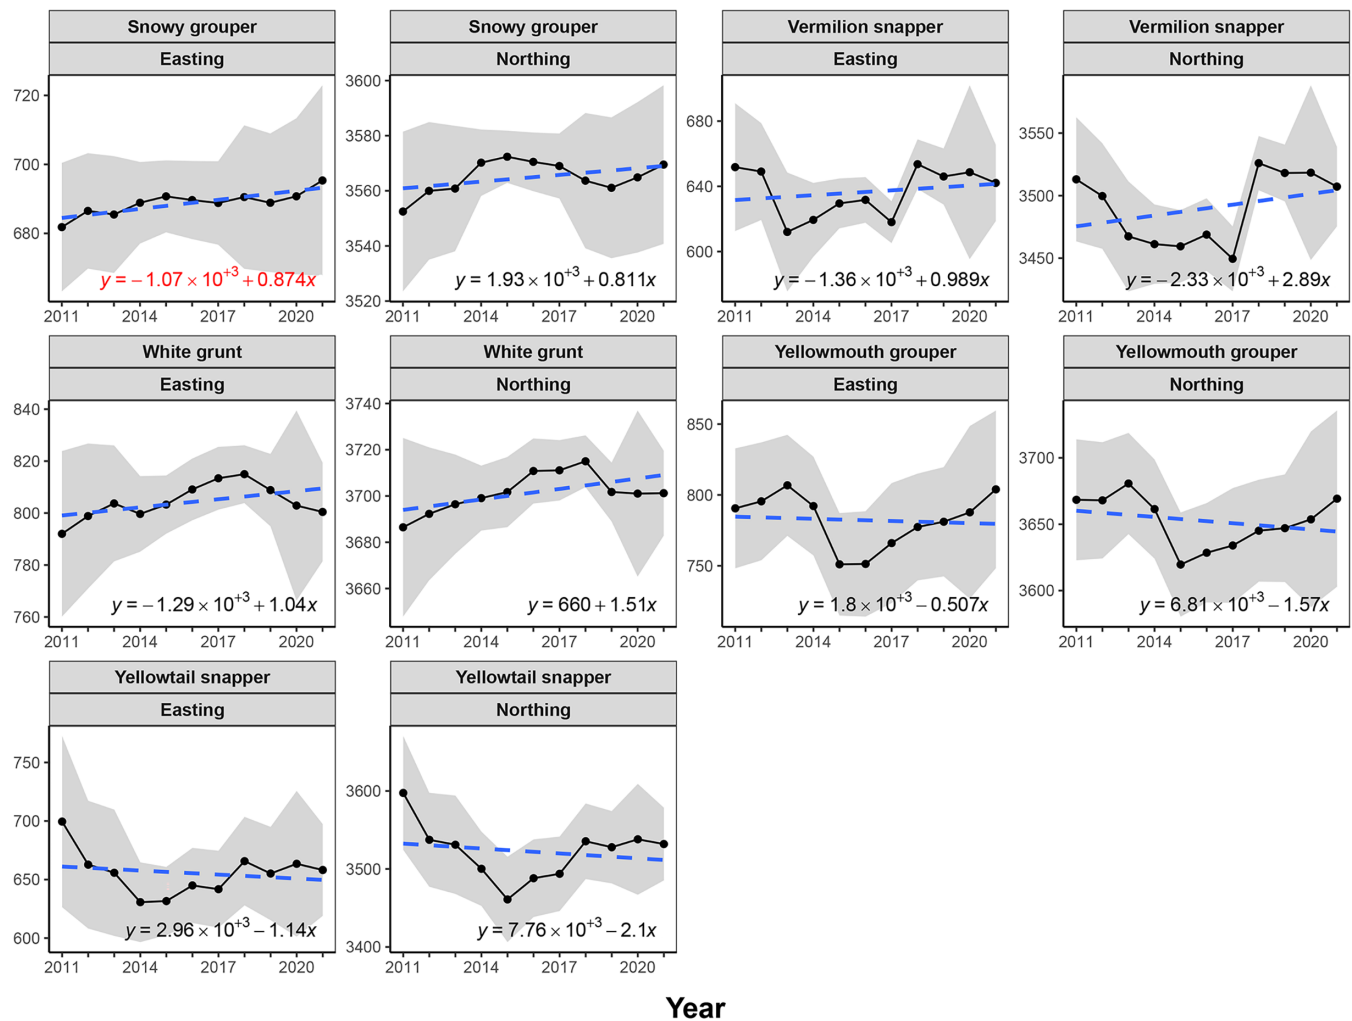 Snowy grouper Snowy grouper Vermilion snapper Vermilion snapper
Easting Northing Easting Northing
720
700
680
3600
3580
3560
3540
3520
680
640
600
3550
3500
3450
y = −1.07 × 10⁺³ + 0.874x
y = 1.93 × 10⁺³ + 0.811x
y = −1.36 × 10⁺³ + 0.989x
y = −2.33 × 10⁺³ + 2.89x
2011 2014 2017 2020 2011 2014 2017 2020 2011 2014 2017 2020 2011 2014 2017 2020
White grunt White grunt Yellowmouth grouper Yellowmouth grouper
Easting Northing Easting Northing
840
820
800
780
760
3740
3720
3700
3680
3660
850
800
750
3700
3650
3600
y = −1.29 × 10⁺³ + 1.04x
y = 660 + 1.51x
y = 1.8 × 10⁺³ − 0.507x
y = 6.81 × 10⁺³ − 1.57x
2011 2014 2017 2020 2011 2014 2017 2020 2011 2014 2017 2020 2011 2014 2017 2020
Yellowtail snapper Yellowtail snapper
Easting Northing
750
700
650
600
3600
3500
3400
y = 2.96 × 10⁺³ − 1.14x
y = 7.76 × 10⁺³ − 2.1x
2011 2014 2017 2020 2011 2014 2017 2020
Year